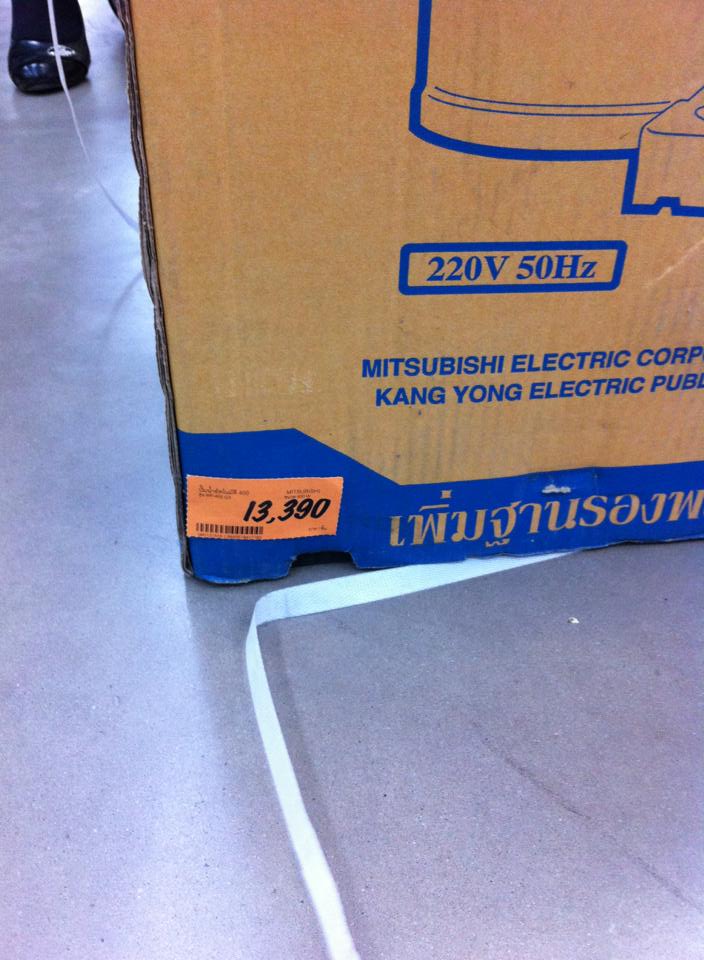 220V 50Hz
MITSUBISHI ELECTRIC CORP
KANG YONG ELECTRIC PUBL
MITSUBISHI
13,390
เพิ่มฐานรองพ